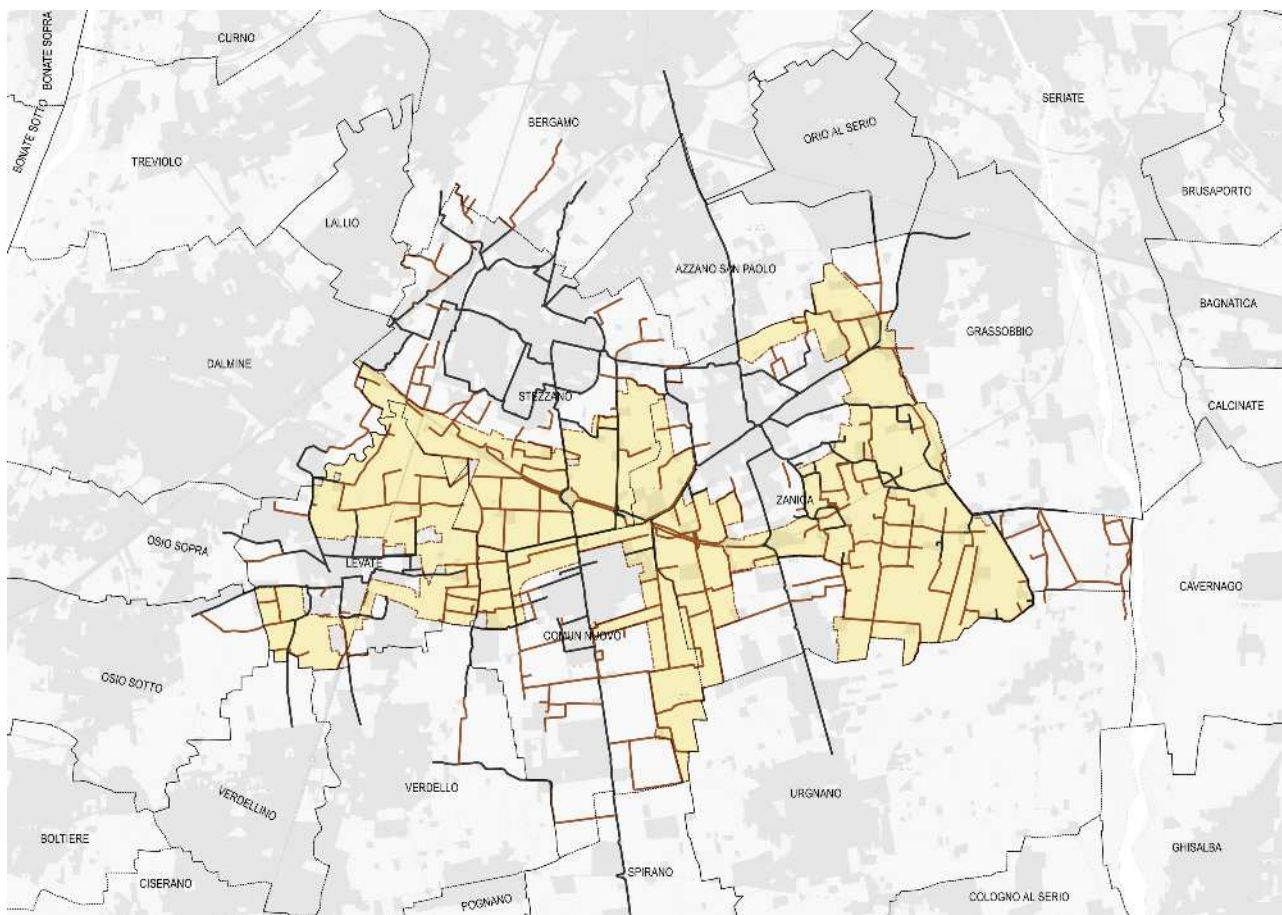 BONATE SOPRA
CURNO
BONATE SOTTO
TREVIOLO
BERGAMO
SERIATE
ORIO AL SERIO
BRUSAPORTO
LALLIO
AZZANO SAN PAOLO
BAGNATICA
GRASSOBBIO
DALMINE
STEZZANO
CALCINATE
ZANICA
OSIO SOPRA
LEVATE
CAVERNAGO
COMUN NUOVO
OSIO SOTTO
VERDELLO
URGNANO
VERDELLINO
BOLTIERE
GHISALBA
SPIRANO
CISERANO
POGNANO
COLOGNO AL SERIO